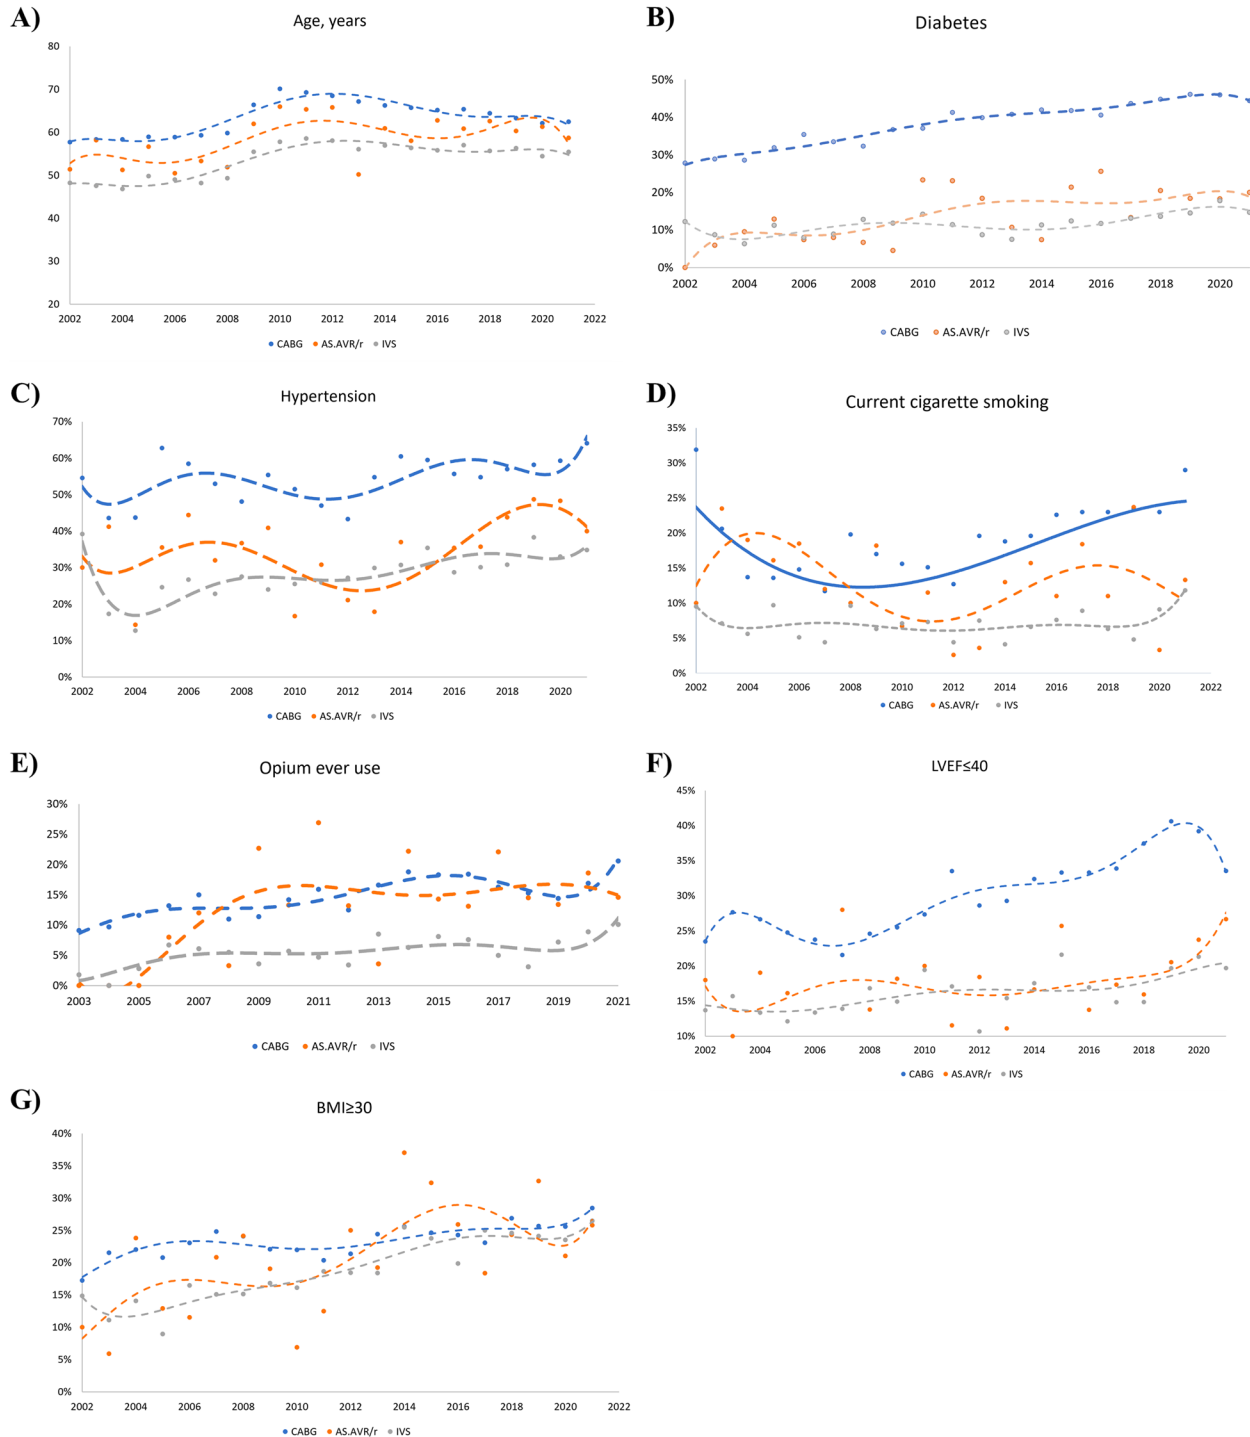 A)
Age, years
80
70
60
50
40
30
20
2002 2004 2006 2008 2010 2012 2014 2016 2018 2020 2022
CABG AS.AVR/r IVS
B)
Diabetes
50%
40%
30%
20%
10%
0%
2002 2004 2006 2008 2010 2012 2014 2016 2018 2020
CABG AS.AVR/r IVS
C)
Hypertension
70%
60%
50%
40%
30%
20%
10%
0%
2002 2004 2006 2008 2010 2012 2014 2016 2018 2020
CABG AS.AVR/r IVS
D)
Current cigarette smoking
35%
30%
25%
20%
15%
10%
5%
0%
2002 2004 2006 2008 2010 2012 2014 2016 2018 2020 2022
CABG AS.AVR/r IVS
E)
Opium ever use
30%
25%
20%
15%
10%
5%
0%
2003 2005 2007 2009 2011 2013 2015 2017 2019 2021
CABG AS.AVR/r IVS
F)
LVEF≤40
45%
40%
35%
30%
25%
20%
15%
10%
2002 2004 2006 2008 2010 2012 2014 2016 2018 2020
CABG AS.AVR/r IVS
G)
BMI≥30
40%
35%
30%
25%
20%
15%
10%
5%
0%
2002 2004 2006 2008 2010 2012 2014 2016 2018 2020 2022
CABG AS.AVR/r IVS